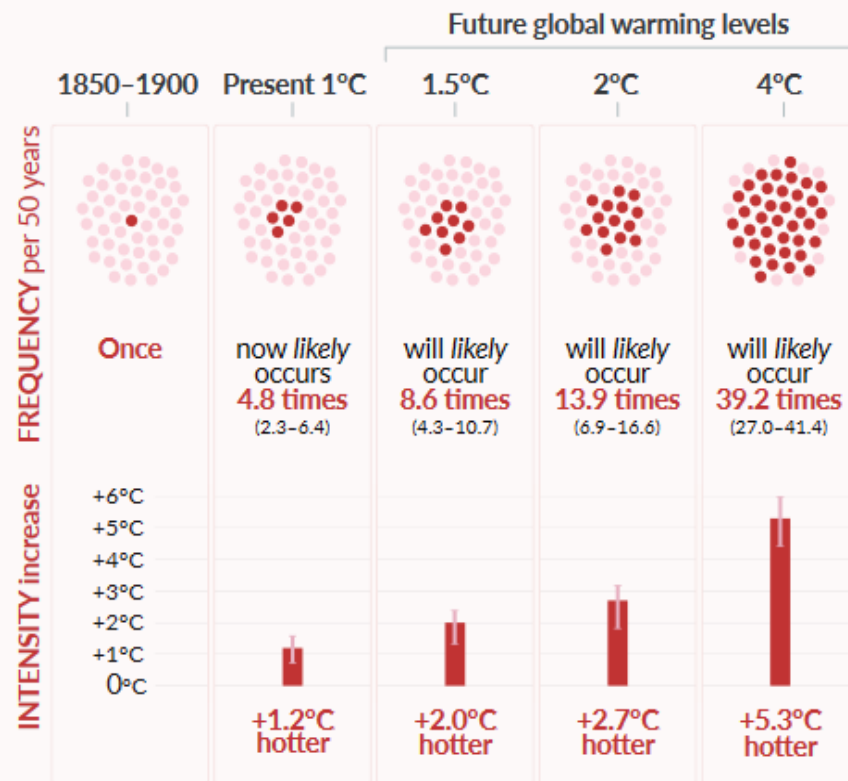 Future global warming levels
1850–1900
Present 1°C
1.5°C
2°C
4°C
FREQUENCY per 50 years
Once
now likely
occurs
4.8 times
(2.3–6.4)
will likely
occur
8.6 times
(4.3–10.7)
will likely
occur
13.9 times
(6.9–16.6)
will likely
occur
39.2 times
(27.0–41.4)
INTENSITY increase
+6°C
+5°C
+4°C
+3°C
+2°C
+1°C
0°C
+1.2°C
hotter
+2.0°C
hotter
+2.7°C
hotter
+5.3°C
hotter